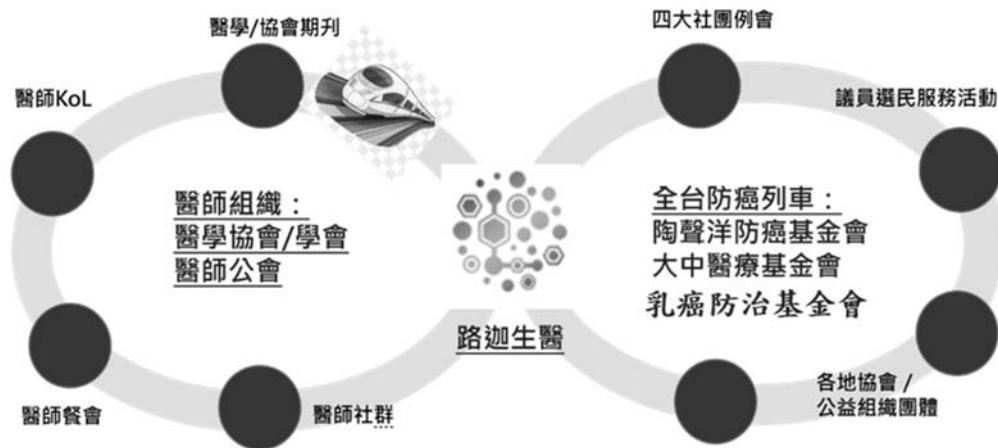 醫學/協會期刋
四大社團例會
醫師KoL
議員選民服務活動
醫師組織：
醫學協會/學會
醫師公會
全台防癌列車：
陶聲洋防癌基金會
大中醫療基金會
乳癌防治基金會
路迦生醫
醫師餐會
醫師社群
各地協會 /
公益組織團體